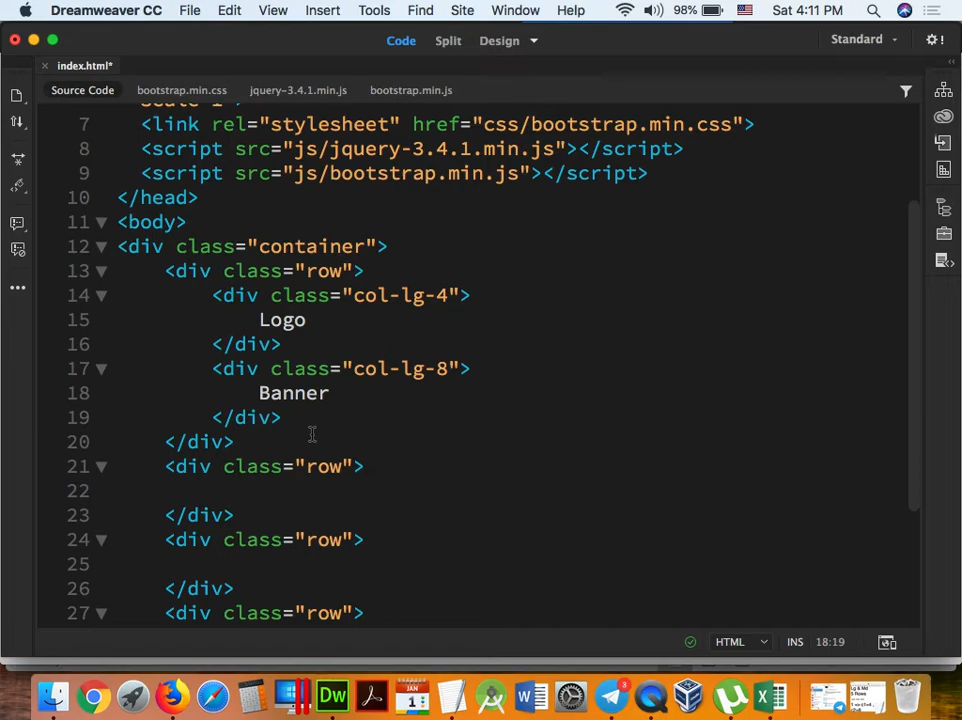 Dreamweaver CC File Edit View Insert Tools Find Site Window Help 98% Sat 4:11 PM
Code Split Design Standard
index.html*
Source Code bootstrap.min.css jquery-3.4.1.min.js bootstrap.min.js
7 <link rel="stylesheet" href="css/bootstrap.min.css">
8 <script src="js/jquery-3.4.1.min.js"></script>
9 <script src="js/bootstrap.min.js"></script>
10 </head>
11 <body>
12 <div class="container">
13 <div class="row">
14 <div class="col-lg-4">
15 Logo
16 </div>
17 <div class="col-lg-8">
18 Banner
19 </div>
20 </div>
21 <div class="row">
22
23 </div>
24 <div class="row">
25
26 </div>
27 <div class="row">
HTML INS 18:19
JAN
Dw 1 W 3 X